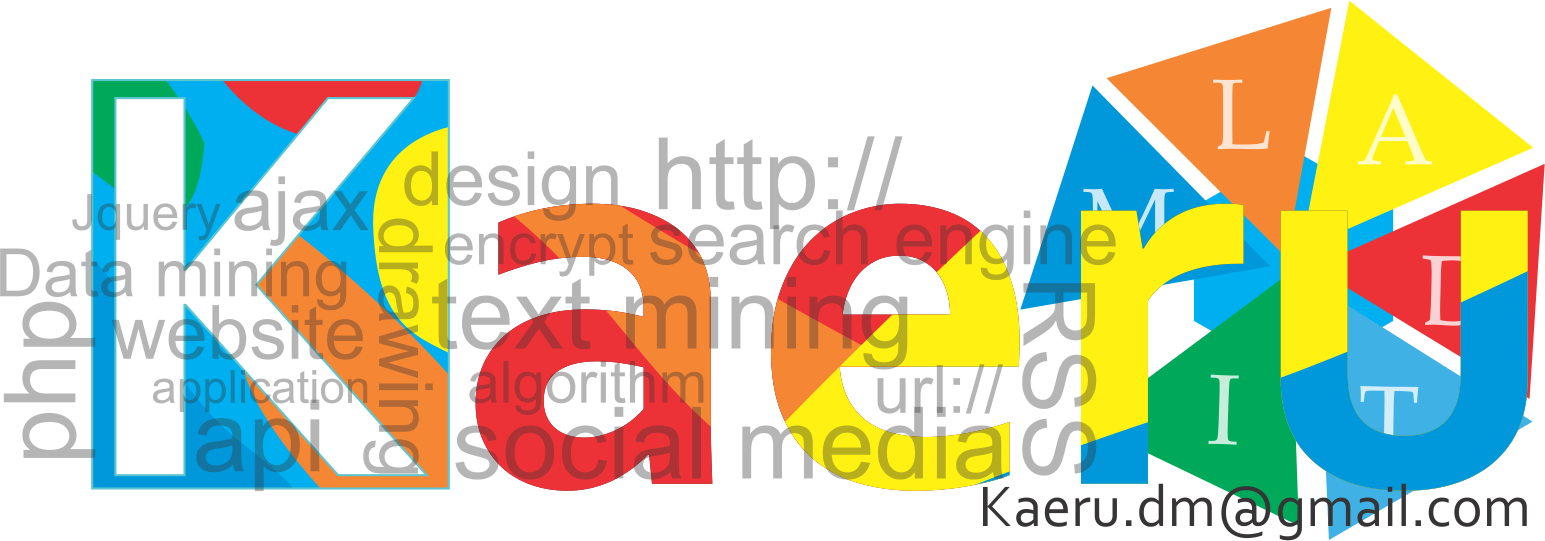 Kaeru
L
A
M
D
I
T
design
http://
Jquery
ajax
drawing
encrypt
search engine
Data mining
text mining
RSS
php
website
application
algorithm
url://
api
social media
Kaeru.dm@gmail.com